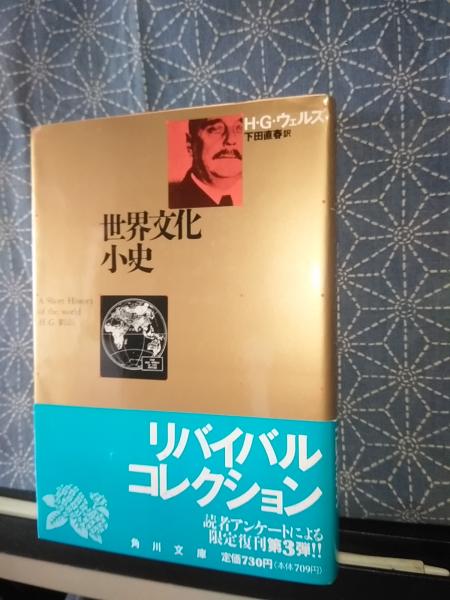 H・G・ウェルズ
下田直春訳
世界文化
小史
A Short History
of the world
H.G. Wells
リバイバル
コレクション
読者アンケートによる
限定復刊第3弾!!
角川文庫
定価730円(本体709円)